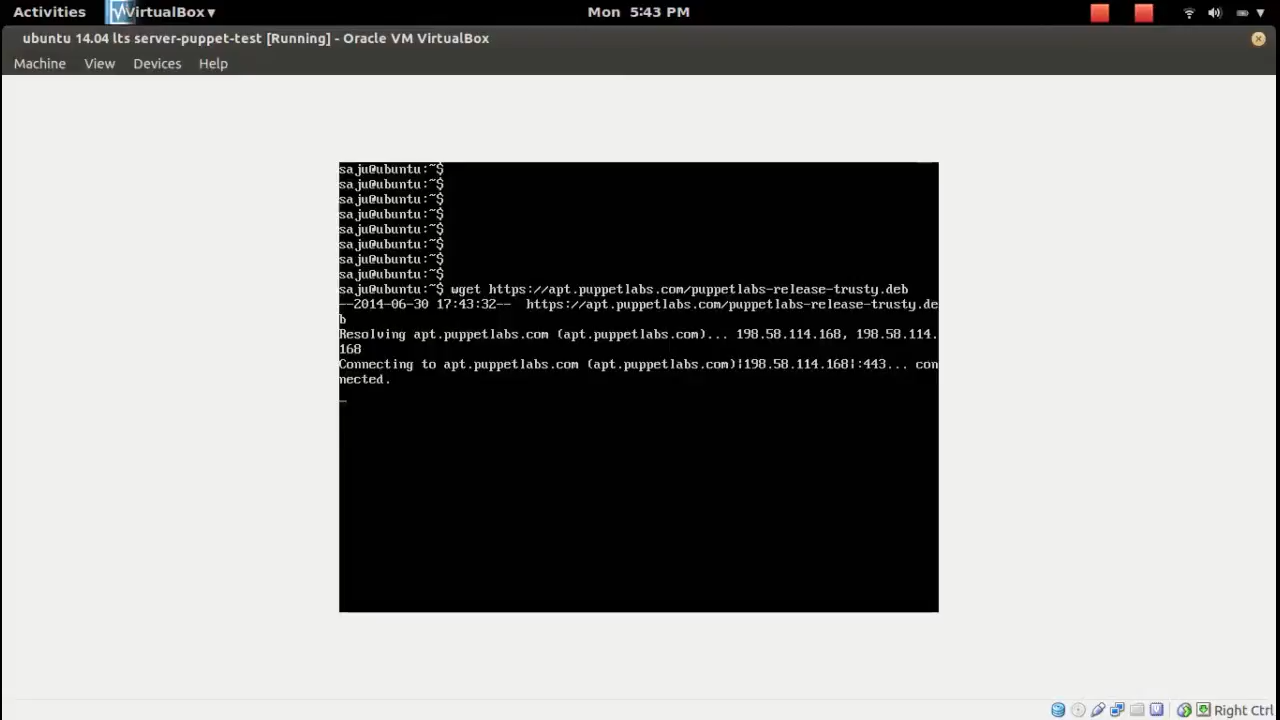 Activities VirtualBox▾ Mon 5:43 PM
ubuntu 14.04 lts server-puppet-test [Running] - Oracle VM VirtualBox
Machine View Devices Help
saju@ubuntu:~$
saju@ubuntu:~$
saju@ubuntu:~$
saju@ubuntu:~$
saju@ubuntu:~$
saju@ubuntu:~$
saju@ubuntu:~$
saju@ubuntu:~$
saju@ubuntu:~$ wget https://apt.puppetlabs.com/puppetlabs-release-trusty.deb
--2014-06-30 17:43:32-- https://apt.puppetlabs.com/puppetlabs-release-trusty.de
b
Resolving apt.puppetlabs.com (apt.puppetlabs.com)... 198.58.114.168, 198.58.114.
168
Connecting to apt.puppetlabs.com (apt.puppetlabs.com)|198.58.114.168|:443... con
nected.
_
Right Ctrl